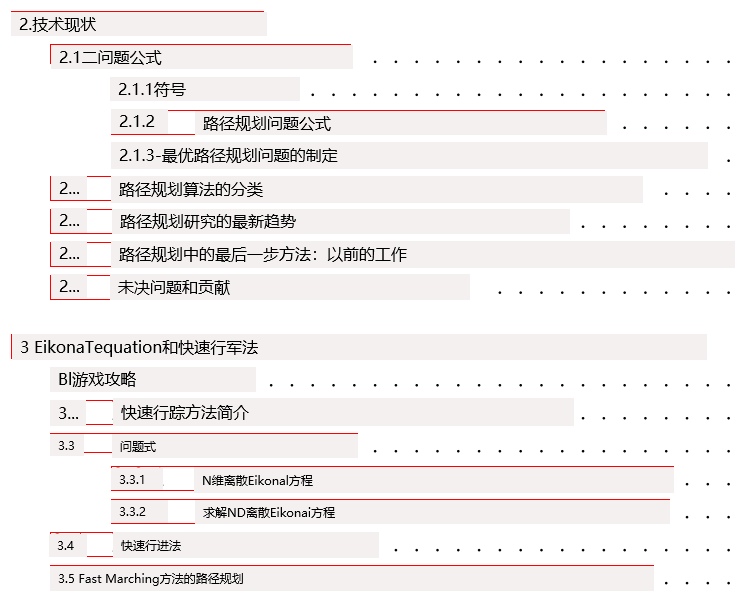 2.技术现状
2.1二问题公式 . . . . . . . . . . . . . . . . . .
2.1.1符号 . . . . . . . . . . . . . . . . . . . . .
2.1.2 路径规划问题公式 . . . . . .
2.1.3-最优路径规划问题的制定 .
2... 路径规划算法的分类 . . . .
2... 路径规划研究的最新趋势 . . . . . . . .
2... 路径规划中的最后一步方法：以前的工作
2... 未决问题和贡献 . . . . . . . . . . . .
3 EikonaTequation和快速行军法
Bl游戏攻略 . . . . . . . . . . . . . . . . . . . . . . .
3... 快速行踪方法简介 . . . . . . . .
3.3 问题式 . . . . . . . . . . . . . . . . . .
3.3.1 N维离散Eikonal方程 . . .
3.3.2 求解ND离散Eikonai方程 . . .
3.4 快速行进法 . . . . . . . . . . . . . . . . .
3.5 Fast Marching方法的路径规划 . . . .